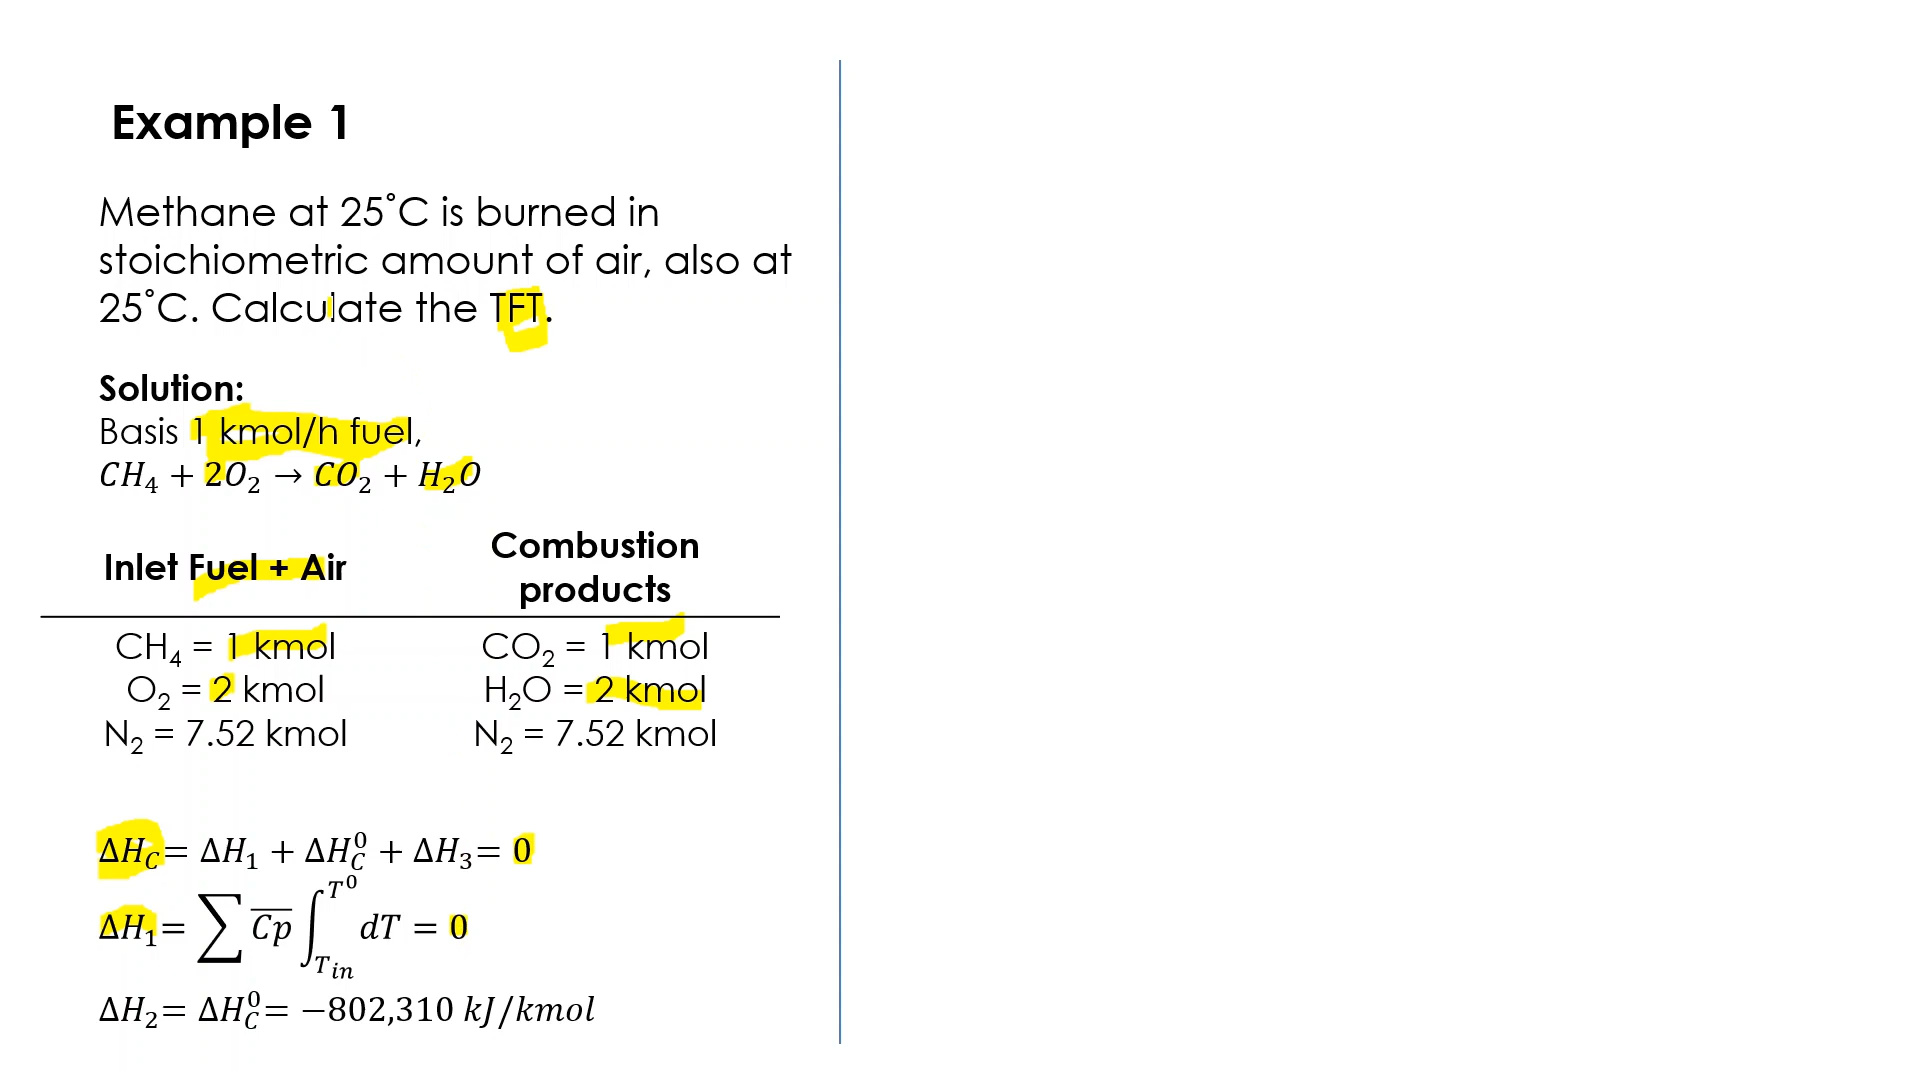 Example 1
Methane at 25˚C is burned in
stoichiometric amount of air, also at
25˚C. Calculate the TFT.
Solution:
Basis 1 kmol/h fuel,
CH₄ + 2O₂ → CO₂ + H₂O
Inlet Fuel + Air
Combustion
products
CH₄ = 1 kmol
CO₂ = 1 kmol
O₂ = 2 kmol
H₂O = 2 kmol
N₂ = 7.52 kmol
N₂ = 7.52 kmol
ΔH_C = ΔH₁ + ΔH_C^0 + ΔH₃ = 0
ΔH₁ = ∑ \overline{Cp} ∫_{Tin}^{T^0} dT = 0
ΔH₂ = ΔH_C^0 = −802,310 kJ/kmol